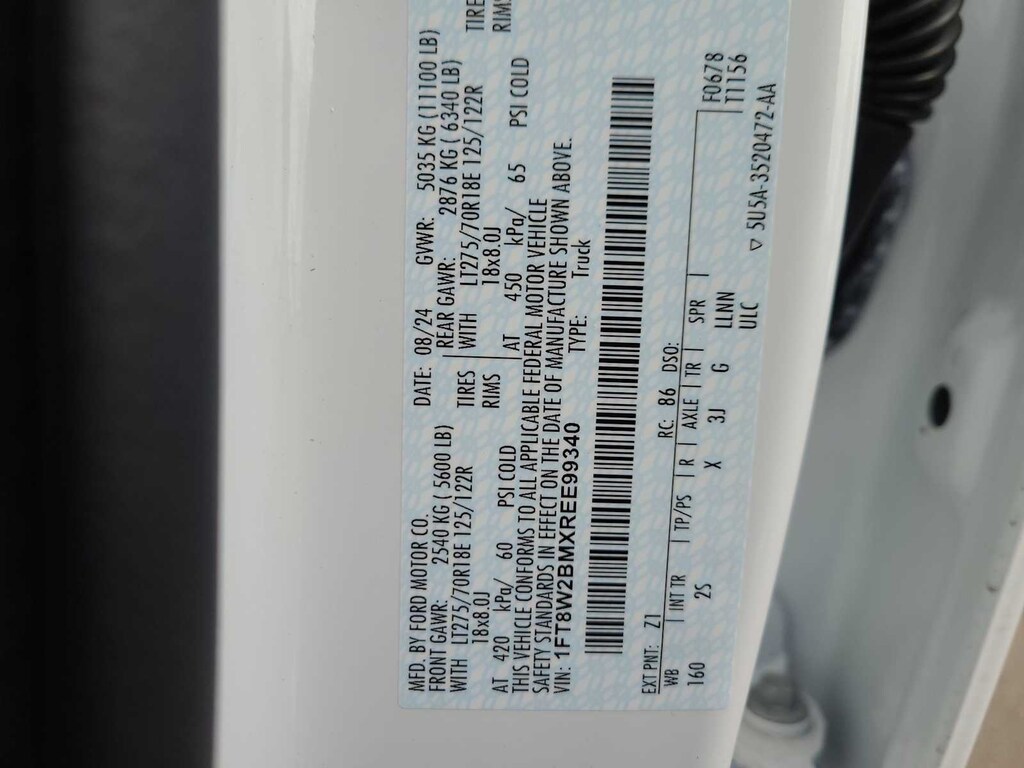 MFD. BY FORD MOTOR CO.
DATE: 08/24 GVWR: 5035 KG (11100 LB)
FRONT GAWR: 2540 KG ( 5600 LB) REAR GAWR: 2876 KG ( 6340 LB)
WITH LT275/70R18E 125/122R TIRES WITH LT275/70R18E 125/122R TIRE
18x8.0J RIMS 18x8.0J RIMS
AT 420 kPa/ 60 PSI COLD AT 450 kPa/ 65 PSI COLD
THIS VEHICLE CONFORMS TO ALL APPLICABLE FEDERAL MOTOR VEHICLE
SAFETY STANDARDS IN EFFECT ON THE DATE OF MANUFACTURE SHOWN ABOVE.
VIN: 1FT8W2BMXREE99340 TYPE: Truck
EXT PNT: Z1 RC: 86 DSO: F0678
WB | INT TR | TP/PS | R | AXLE | TR | SPR | T1156
160 2S X 3J G LLNN
ULC
▽ 5U5A-3520472-AA